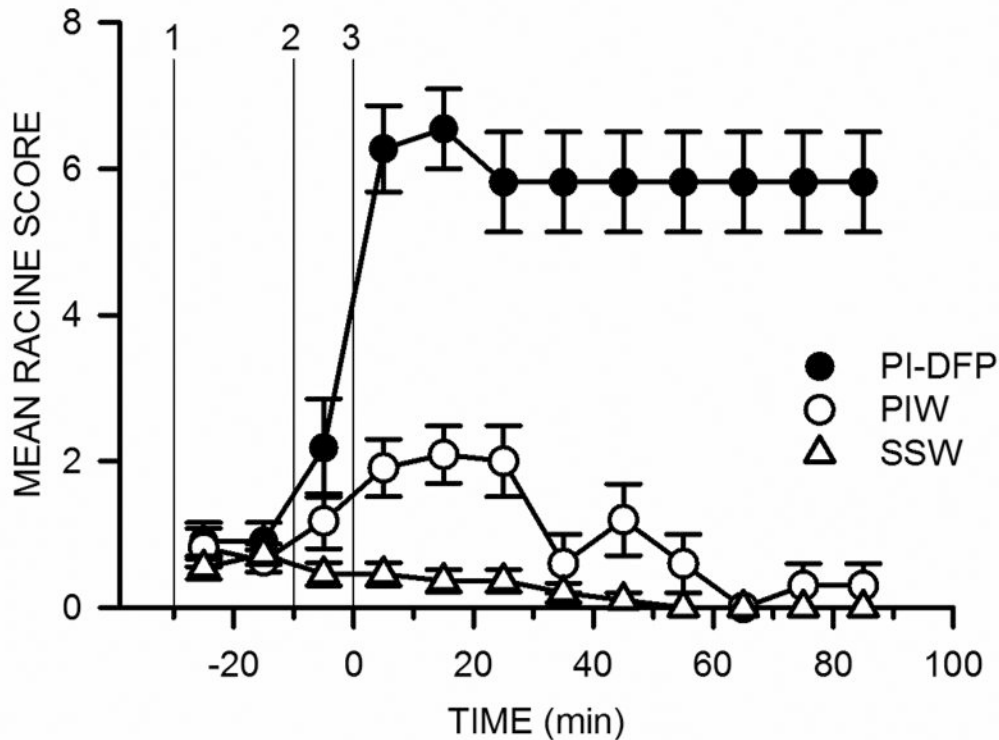 8
1 2 3
6
4
2
0
MEAN RACINE SCORE
PI-DFP
PIW
SSW
-20 0 20 40 60 80 100
TIME (min)